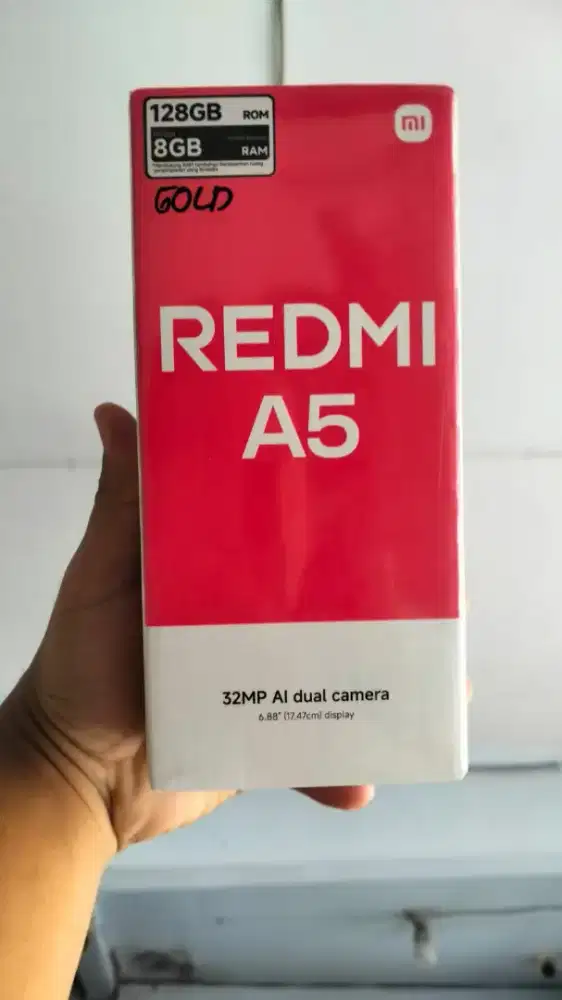 128GB ROM
8GB RAM
mi
GOLD
REDMI
A5
32MP AI dual camera
6.88" (17.47cm) display